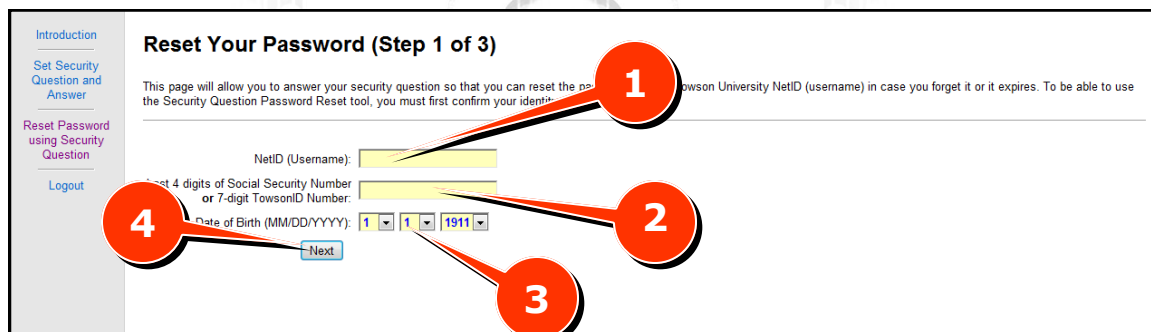 Introduction
Set Security
Question and
Answer
Reset Password
using Security
Question
Logout
Reset Your Password (Step 1 of 3)
This page will allow you to answer your security question so that you can reset the University NetID (username) in case you forget it or it expires. To be able to use
the Security Question Password Reset tool, you must first confirm your
1
NetID (Username):
4 digits of Social Security Number
or 7-digit TowsonID Number:
2
Date of Birth (MM/DD/YYYY): 1 1 1911
4
Next
3